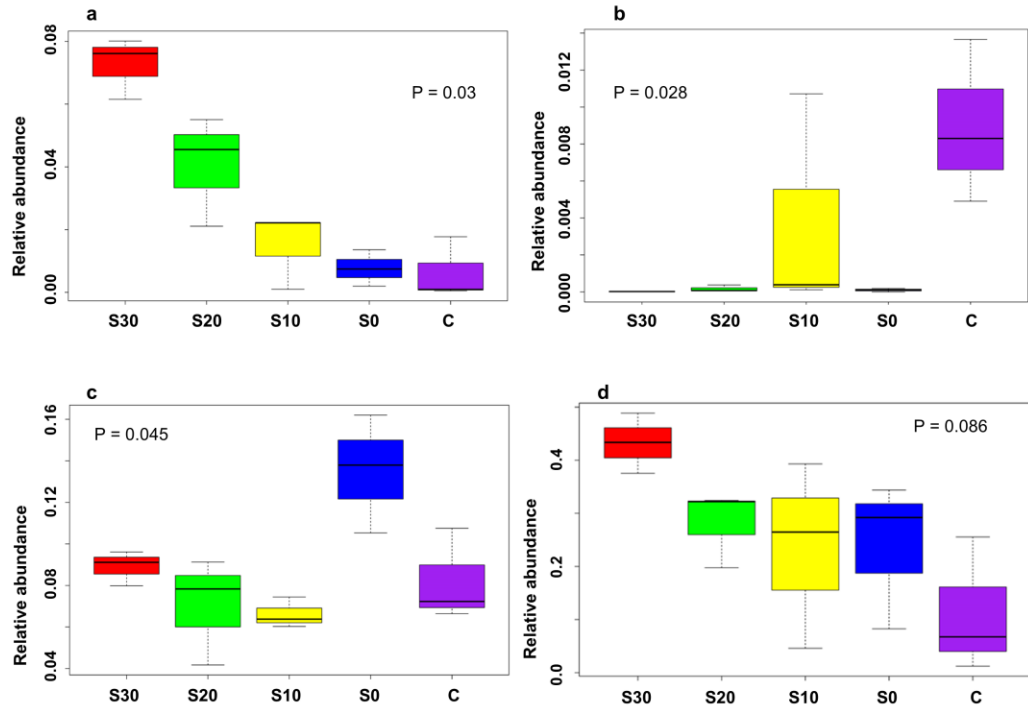 a
Relative abundance
0.08
0.04
0.00
P = 0.03
S30 S20 S10 S0 C
b
Relative abundance
0.012
0.008
0.004
0.000
P = 0.028
S30 S20 S10 S0 C
c
Relative abundance
0.16
0.12
0.08
0.04
P = 0.045
S30 S20 S10 S0 C
d
Relative abundance
0.4
0.2
0.0
P = 0.086
S30 S20 S10 S0 C